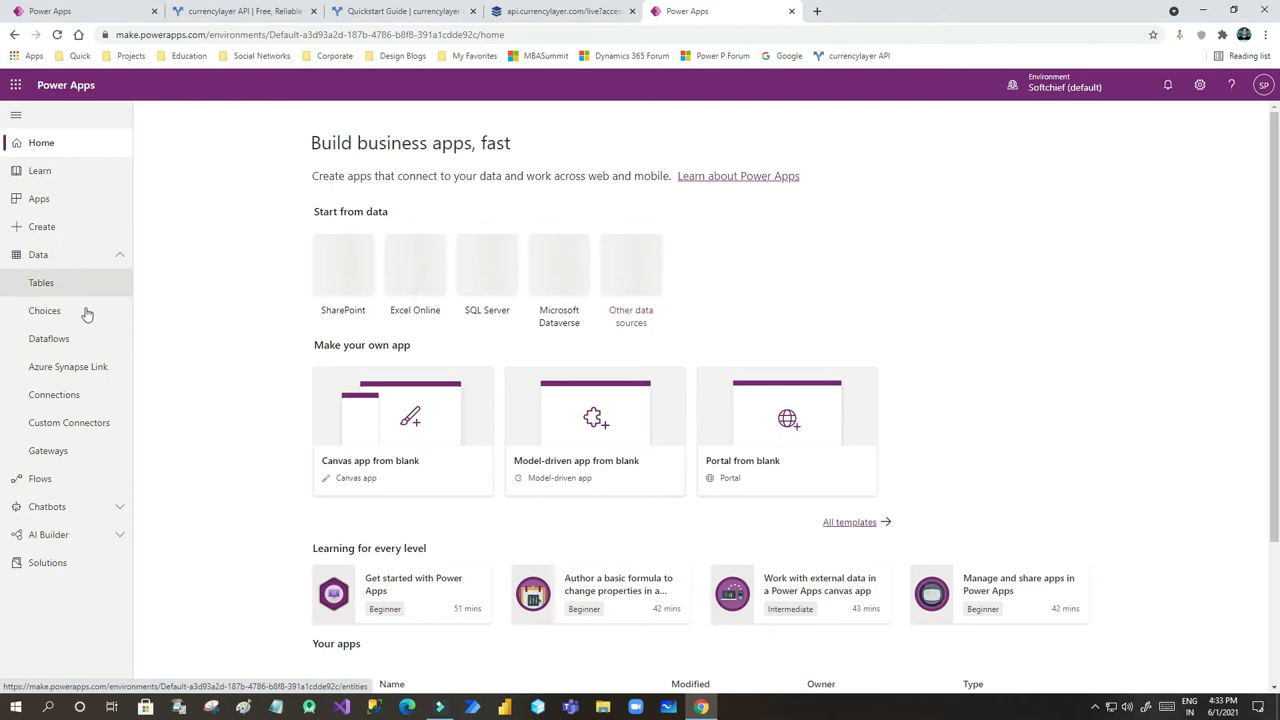 Power Apps
currencylayer API | Free, Reliable
Quickstart Guide | currencylayer
api.currencylayer.com/live?acces
Power Apps
make.powerapps.com/environments/Default-a3d93a2d-187b-4786-b8f8-391a1cdde92c/home
Apps
Quick
Projects
Education
Social Networks
Courses
Landing
Design Blogs
My Favorites
MBASummit
Dynamics 365 Forum
Power P Forum
Google
currencylayer API
Reading list
Power Apps
Environment
Softchief (default)
SP
Home
Learn
Apps
Create
Data
Tables
Choices
Dataflows
Azure Synapse Link
Connections
Custom Connectors
Gateways
Flows
Chatbots
AI Builder
Solutions
Build business apps, fast
Create apps that connect to your data and work across web and mobile. Learn about Power Apps
Start from data
SharePoint
Excel Online
SQL Server
Microsoft
Dataverse
Other data
sources
Make your own app
Canvas app from blank
Canvas app
Model-driven app from blank
Model-driven app
Portal from blank
Portal
All templates
Learning for every level
Get started with Power
Apps
Beginner
51 mins
Author a basic formula to
change properties in a...
Beginner
42 mins
Work with external data in
a Power Apps canvas app
Intermediate
43 mins
Manage and share apps in
Power Apps
Beginner
42 mins
Your apps
Name
Modified
Owner
Type
https://make.powerapps.com/environments/Default-a3d93a2d-187b-4786-b8f8-391a1cdde92c/entities
ENG
IN
4:33 PM
6/1/2021